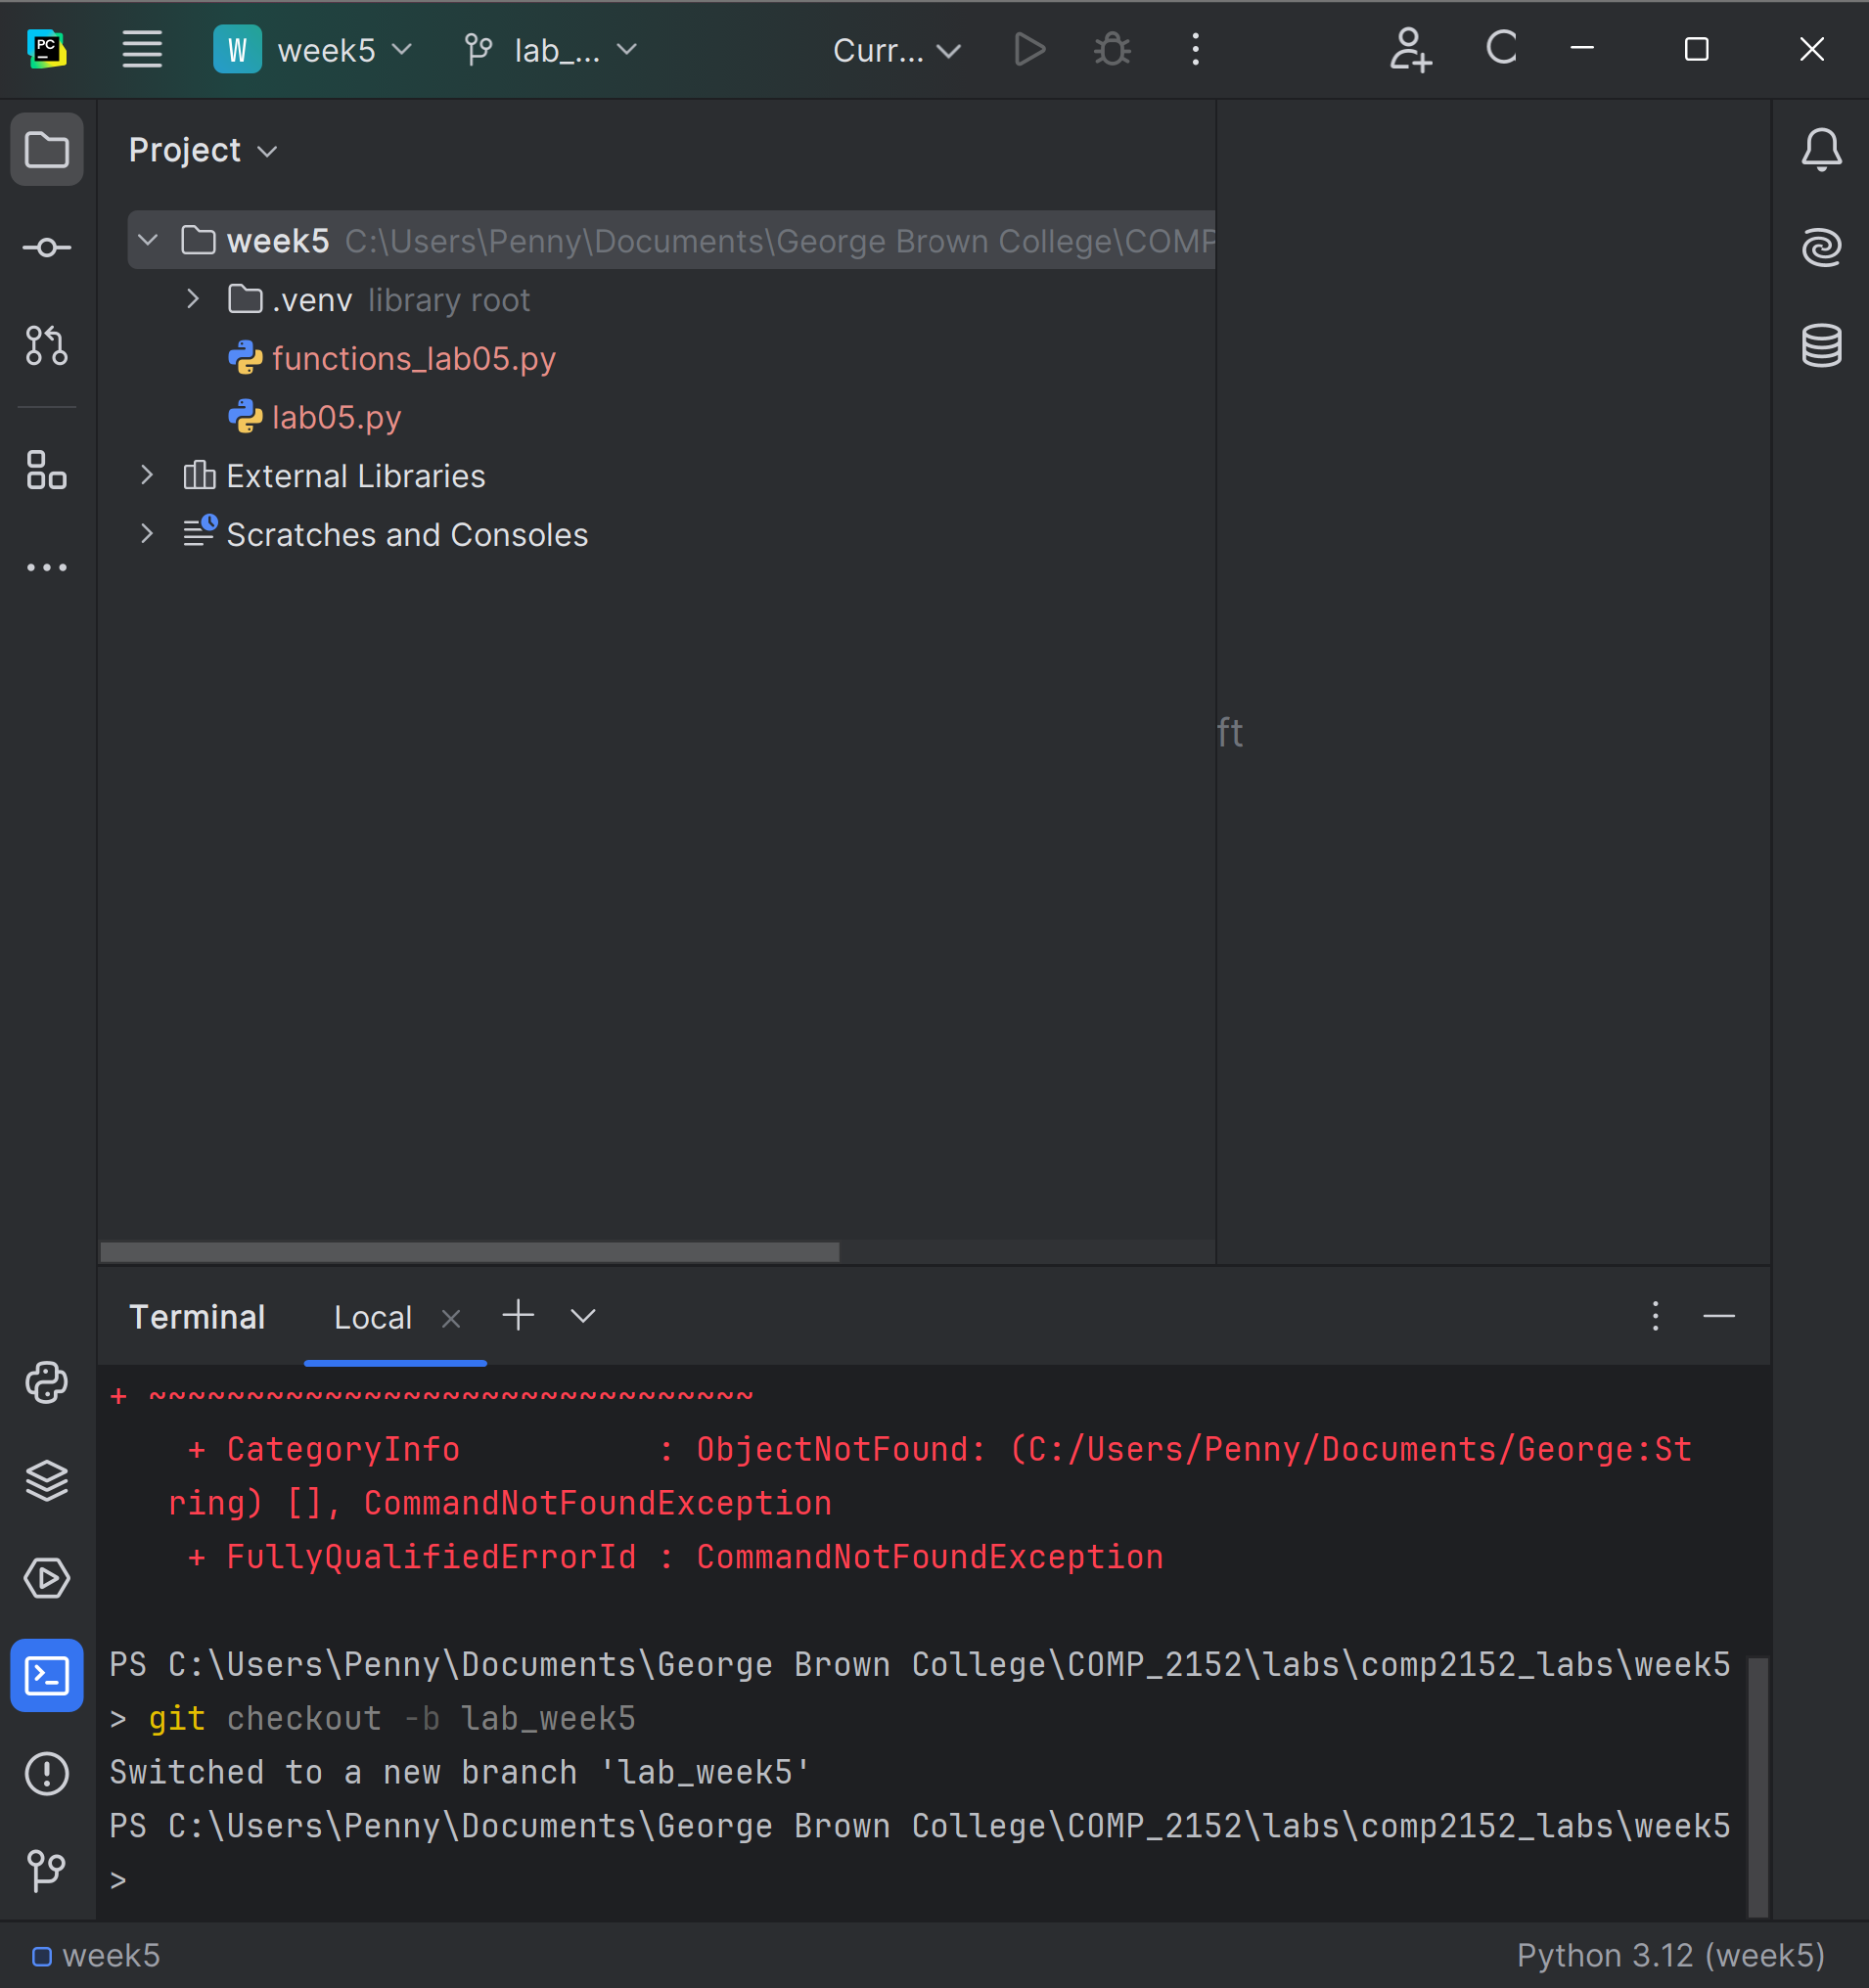 PC
W week5 lab_... Curr...
Project
week5 C:\Users\Penny\Documents\George Brown College\COMP
.venv library root
functions_lab05.py
lab05.py
External Libraries
Scratches and Consoles
ft
Terminal Local
+ ~~~~~~~~~~~~~~~~~~~~~~~~~~~~~~~
+ CategoryInfo : ObjectNotFound: (C:/Users/Penny/Documents/George:St
ring) [], CommandNotFoundException
+ FullyQualifiedErrorId : CommandNotFoundException
PS C:\Users\Penny\Documents\George Brown College\COMP_2152\labs\comp2152_labs\week5
> git checkout -b lab_week5
Switched to a new branch 'lab_week5'
PS C:\Users\Penny\Documents\George Brown College\COMP_2152\labs\comp2152_labs\week5
>
week5 Python 3.12 (week5)